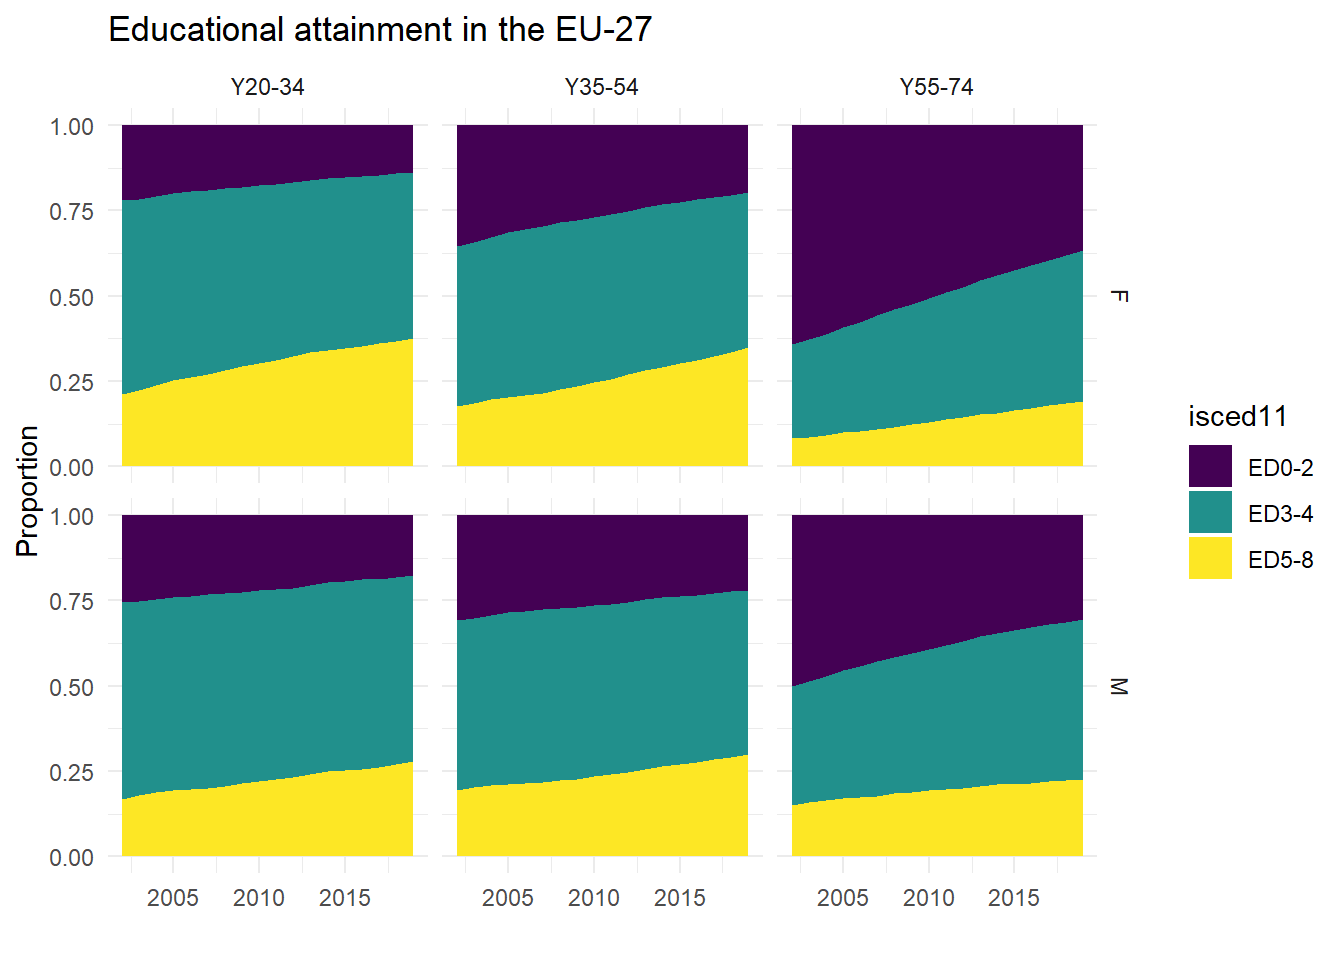 Educational attainment in the EU-27
Y20-34 Y35-54 Y55-74
1.00
0.75
0.50
0.25
0.00
F
Proportion
1.00
0.75
0.50
0.25
0.00
M
2005 2010 2015 2005 2010 2015 2005 2010 2015
isced11
ED0-2
ED3-4
ED5-8